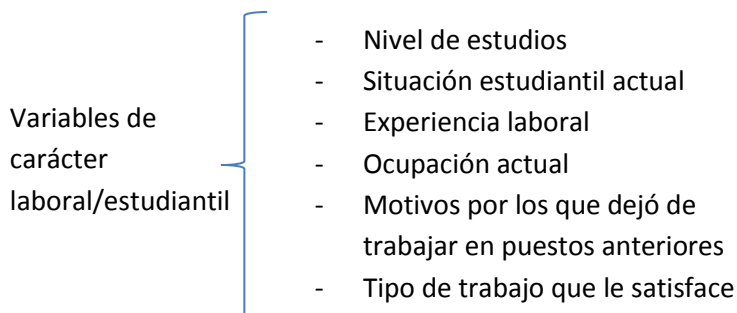 Variables de
carácter
laboral/estudiantil
- Nivel de estudios
- Situación estudiantil actual
- Experiencia laboral
- Ocupación actual
- Motivos por los que dejó de
trabajar en puestos anteriores
- Tipo de trabajo que le satisface